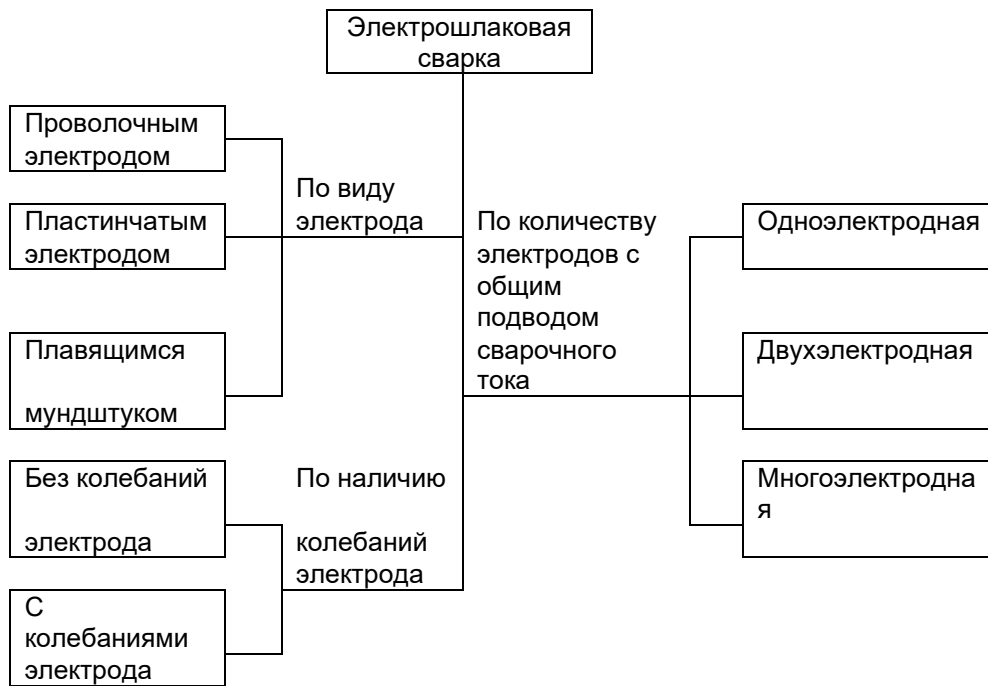 Электрошлаковая
сварка
Проволочным
электродом
Пластинчатым
электродом
Плавящимся
мундштуком
Без колебаний
электрода
С
колебаниями
электрода
По виду
электрода
По наличию
колебаний
электрода
По количеству
электродов с
общим
подводом
сварочного
тока
Одноэлектродная
Двухэлектродная
Многоэлектродна
я